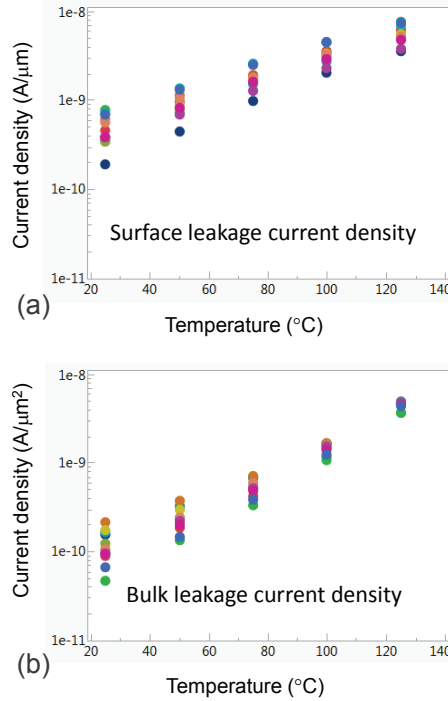 Current density (A/μm)
1e-8
1e-9
1e-10
1e-11
Surface leakage current density
20 40 60 80 100 120 140
(a)
Temperature (°C)
Current density (A/μm²)
1e-8
1e-9
1e-10
1e-11
Bulk leakage current density
20 40 60 80 100 120 140
(b)
Temperature (°C)